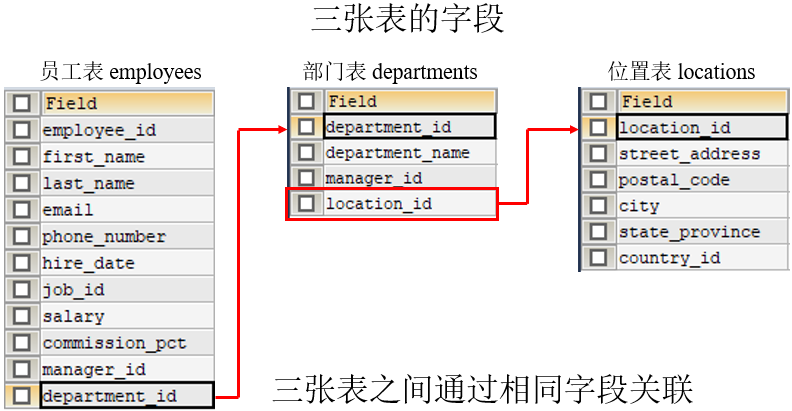 三张表的字段
员工表 employees
Field
employee_id
first_name
last_name
email
phone_number
hire_date
job_id
salary
commission_pct
manager_id
department_id
部门表 departments
Field
department_id
department_name
manager_id
location_id
位置表 locations
Field
location_id
street_address
postal_code
city
state_province
country_id
三张表之间通过相同字段关联